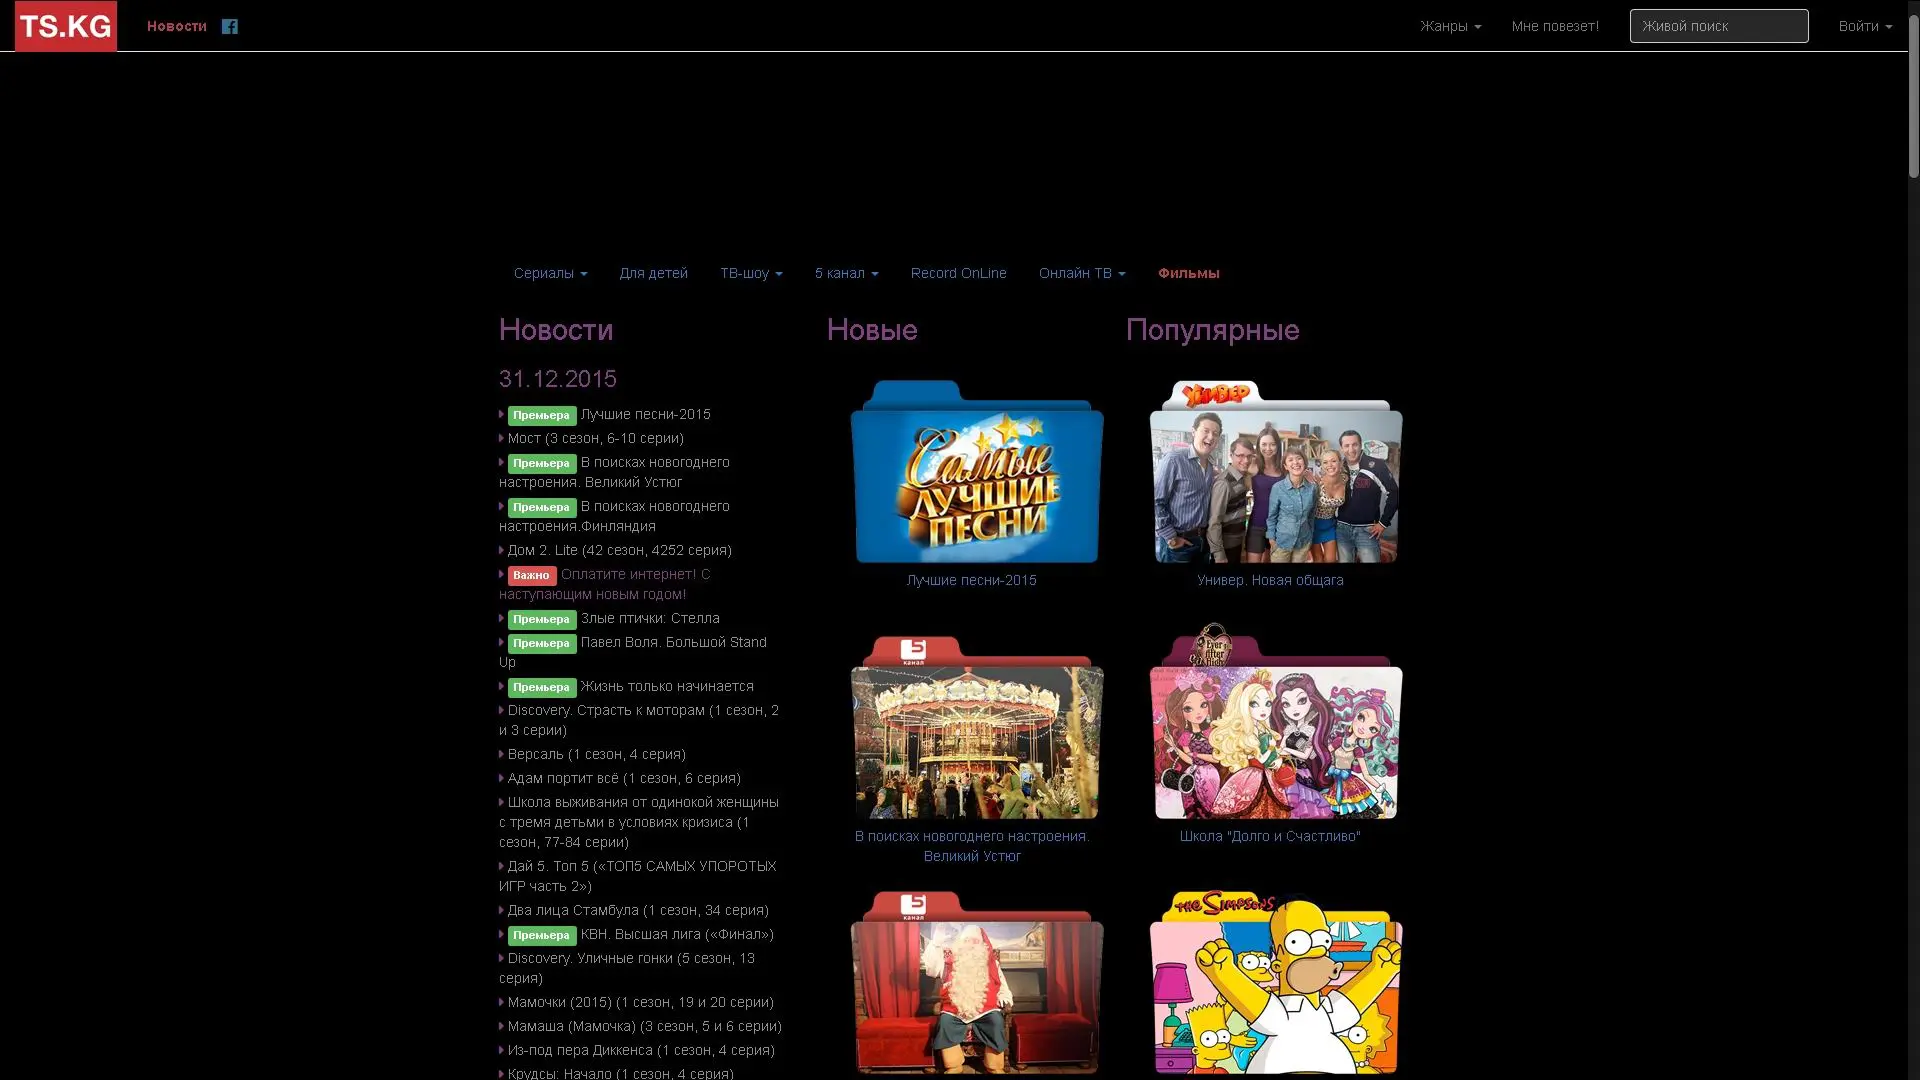 TS.KG
Новости
Жанры
Мне повезет!
Живой поиск
Войти
Сериалы
Для детей
ТВ-шоу
5 канал
Record OnLine
Онлайн ТВ
Фильмы
Новости
31.12.2015
Премьера Лучшие песни-2015
Мост (3 сезон, 6-10 серии)
Премьера В поисках новогоднего
настроения. Великий Устюг
Премьера В поисках новогоднего
настроения.Финляндия
Дом 2. Lite (42 сезон, 4252 серия)
Важно Оплатите интернет! С
наступающим новым годом!
Премьера Злые птички: Стелла
Премьера Павел Воля. Большой Stand
Up
Премьера Жизнь только начинается
Discovery. Страсть к моторам (1 сезон, 2
и 3 серии)
Версаль (1 сезон, 4 серия)
Адам портит всё (1 сезон, 6 серия)
Школа выживания от одинокой женщины
с тремя детьми в условиях кризиса (1
сезон, 77-84 серии)
Дай 5. Топ 5 («ТОП5 САМЫХ УПОРОТЫХ
ИГР часть 2»)
Два лица Стамбула (1 сезон, 34 серия)
Премьера КВН. Высшая лига («Финал»)
Discovery. Уличные гонки (5 сезон, 13
серия)
Мамочки (2015) (1 сезон, 19 и 20 серии)
Мамаша (Мамочка) (3 сезон, 5 и 6 серии)
Из-под пера Диккенса (1 сезон, 4 серия)
Крудсы: Начало (1 сезон, 4 серия)
Новые
Самые
ЛУЧШИЕ
ПЕСНИ
Лучшие песни-2015
5
канал
В поисках новогоднего настроения.
Великий Устюг
5
канал
Популярные
УНИВЕР
Универ. Новая общага
Ever
After
High
Школа "Долго и Счастливо"
THE SIMPSONS